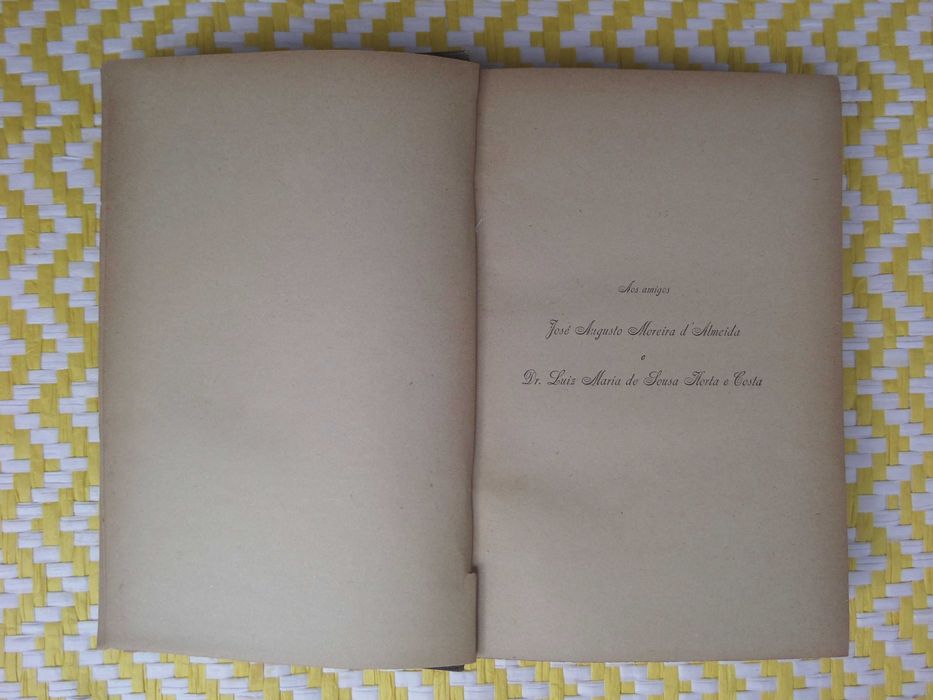 Aos amigos
José Augusto Moreira d'Almeida
e
Dr. Luiz Maria de Sousa Horta e Costa